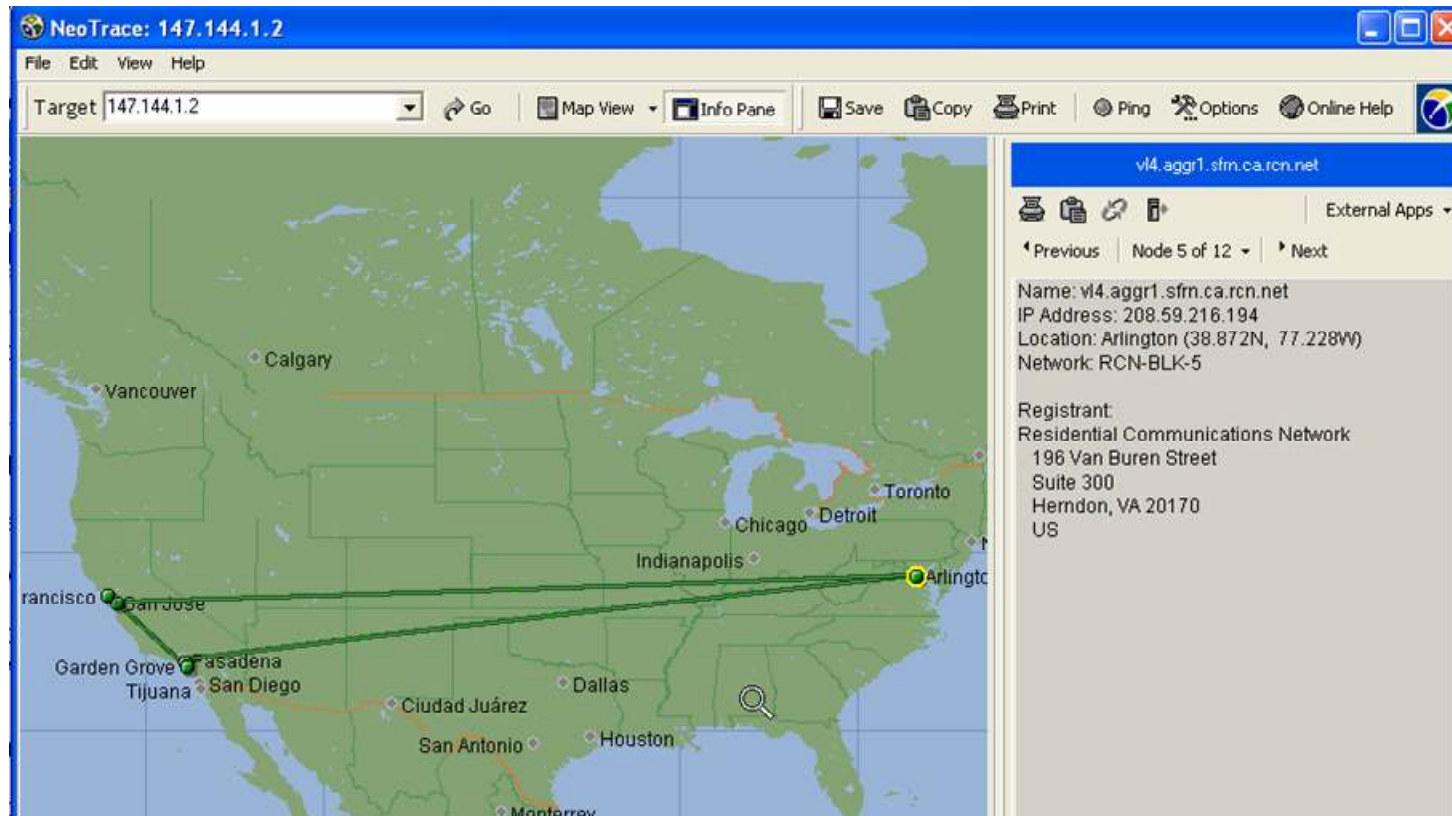 NeoTrace: 147.144.1.2
File Edit View Help
Target 147.144.1.2 Go Map View Info Pane Save Copy Print Ping Options Online Help
vl4.aggr1.sfrn.ca.rcn.net
External Apps
Previous Node 5 of 12 Next
Name: vl4.aggr1.sfrn.ca.rcn.net
IP Address: 208.59.216.194
Location: Arlington (38.872N, 77.228W)
Network: RCN-BLK-5
Registrant:
Residential Communications Network
196 Van Buren Street
Suite 300
Herndon, VA 20170
US
Calgary
Vancouver
Toronto
Detroit
Chicago
Indianapolis
Arlingto
rancisco
San Jose
Garden Grove
Pasadena
Tijuana
San Diego
Dallas
Ciudad Juárez
San Antonio
Houston
Monterrey